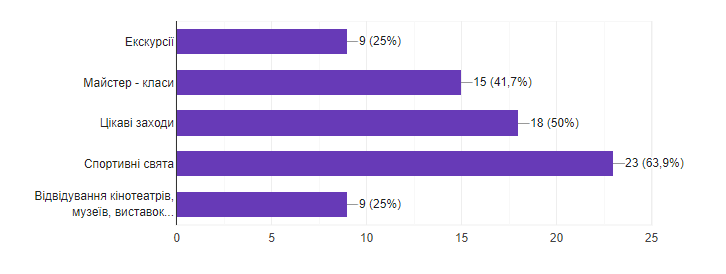 Екскурсії
9 (25%)
Майстер - класи
15 (41,7%)
Цікаві заходи
18 (50%)
Спортивні свята
23 (63,9%)
Відвідування кінотеатрів,
музеїв, виставок...
9 (25%)
0 5 10 15 20 25